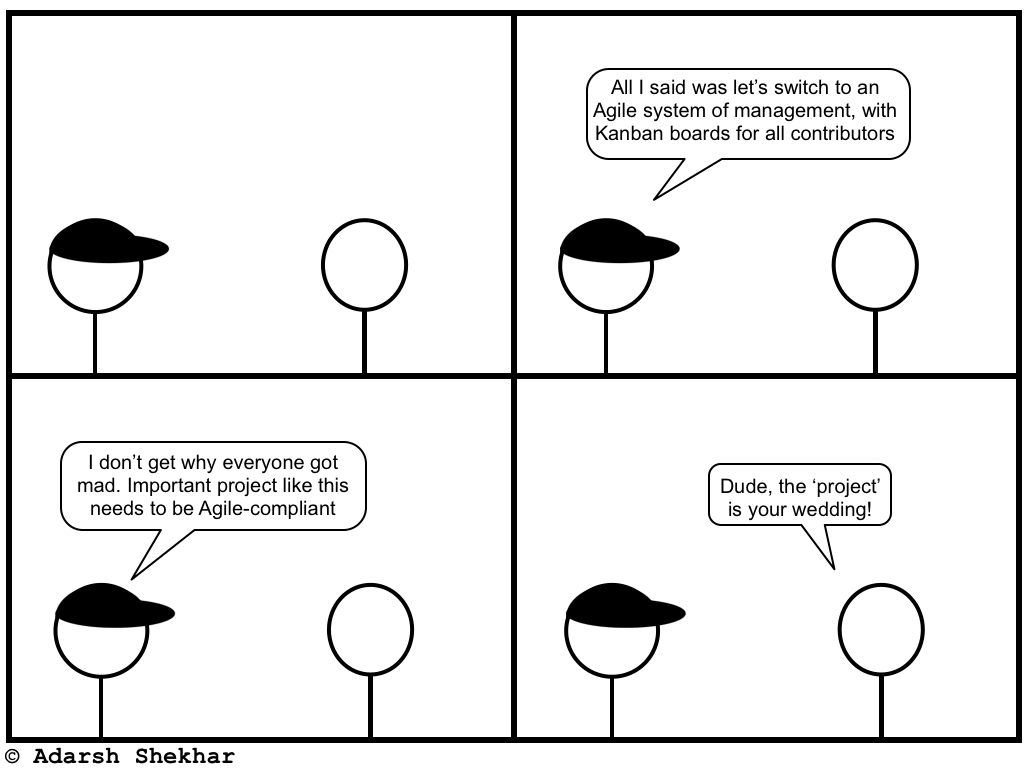 All I said was let’s switch to an
Agile system of management, with
Kanban boards for all contributors
I don’t get why everyone got
mad. Important project like this
needs to be Agile-compliant
Dude, the ‘project’
is your wedding!
© Adarsh Shekhar